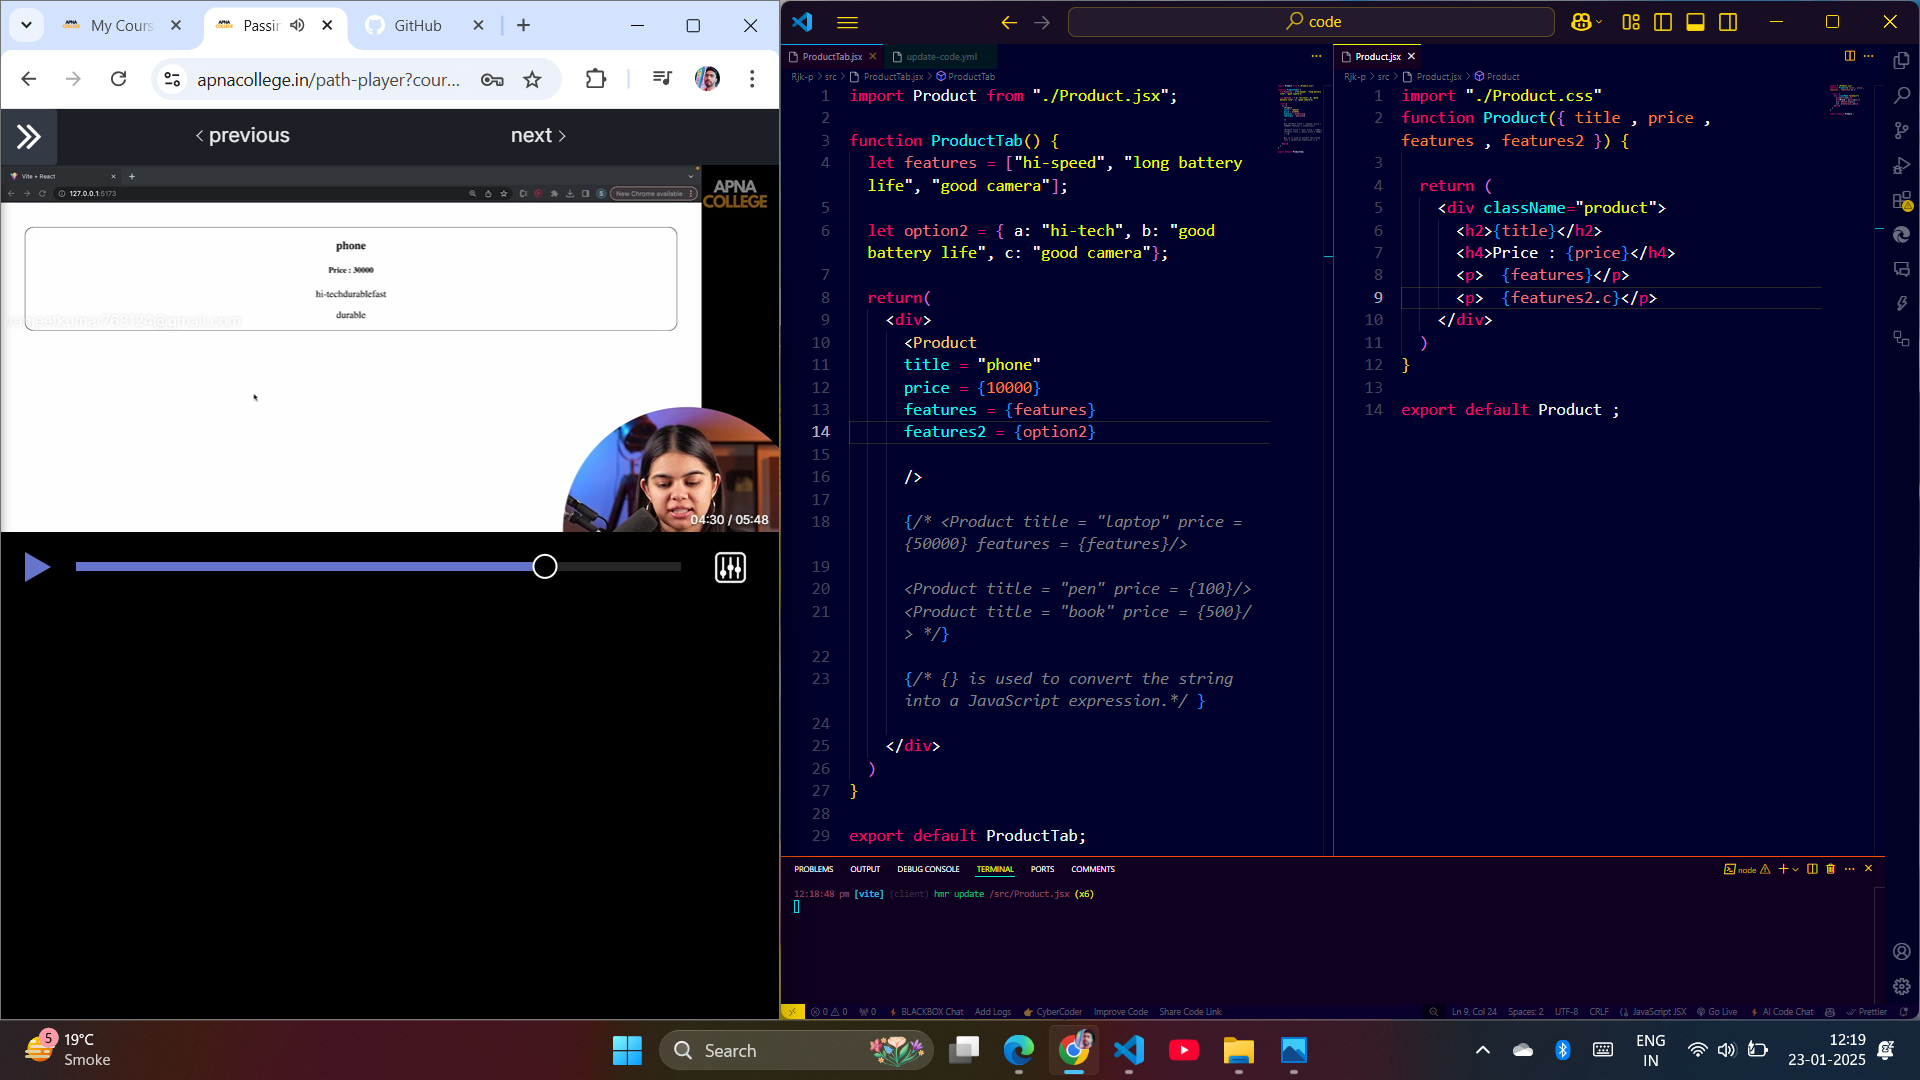 My Cours
Passin
GitHub
apnacollege.in/path-player?cour...
previous
next
Vite + React
127.0.0.1:5173
New Chrome available
APNA
COLLEGE
phone
Price : 30000
hi-techdurablefast
durable
04:30 / 05:48
code
ProductTab.jsx
update-code.yml
Rjk-p > src > ProductTab.jsx > ProductTab
1 import Product from "./Product.jsx";
2
3 function ProductTab() {
4 let features = ["hi-speed", "long battery
life", "good camera"];
5
6 let option2 = { a: "hi-tech", b: "good
battery life", c: "good camera"};
7
8 return(
9 <div>
10 <Product
11 title = "phone"
12 price = {10000}
13 features = {features}
14 features2 = {option2}
15
16 />
17
18 {/* <Product title = "laptop" price =
{50000} features = {features}/>
19
20 <Product title = "pen" price = {100}/>
21 <Product title = "book" price = {500}/
> */}
22
23 {/* {} is used to convert the string
into a JavaScript expression.*/ }
24
25 </div>
26 )
27 }
28
29 export default ProductTab;
Product.jsx
Rjk-p > src > Product.jsx > Product
1 import "./Product.css"
2 function Product({ title , price ,
features , features2 }) {
3
4 return (
5 <div className="product">
6 <h2>{title}</h2>
7 <h4>Price : {price}</h4>
8 <p> {features}</p>
9 <p> {features2.c}</p>
10 </div>
11 )
12 }
13
14 export default Product ;
PROBLEMS OUTPUT DEBUG CONSOLE TERMINAL PORTS COMMENTS
node
12:18:48 pm [vite] (client) hmr update /src/Product.jsx (x6)
0 0 0 BLACKBOX Chat Add Logs CyberCoder Improve Code Share Code Link
Ln 9, Col 24 Spaces: 2 UTF-8 CRLF JavaScript JSX Go Live AI Code Chat Prettier
5
19°C
Smoke
Search
ENG
IN
12:19
23-01-2025